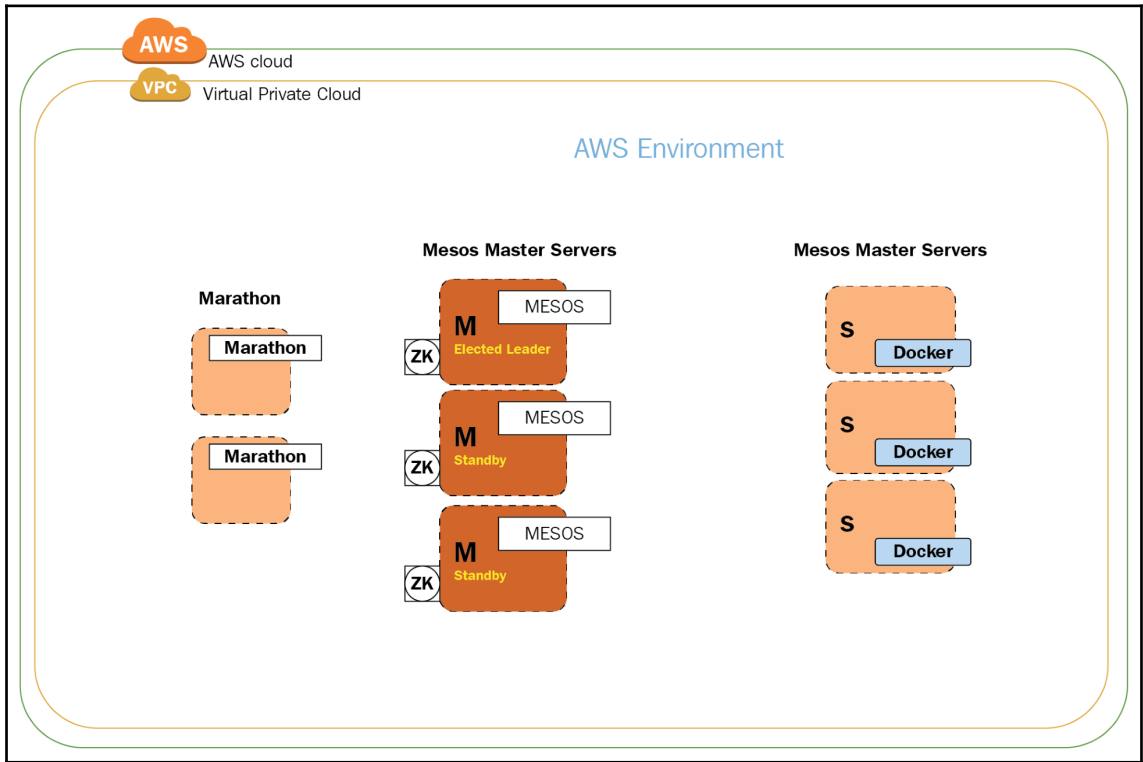 AWS
AWS cloud
VPC
Virtual Private Cloud
AWS Environment
Marathon
Marathon
Marathon
Mesos Master Servers
MESOS
M
Elected Leader
ZK
MESOS
M
Standby
ZK
MESOS
M
Standby
ZK
Mesos Master Servers
S
Docker
S
Docker
S
Docker